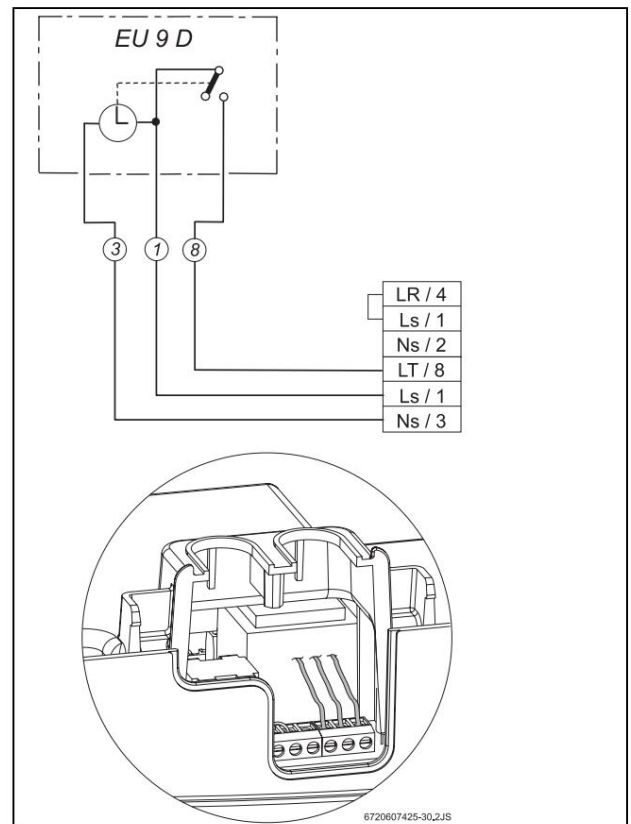 EU 9 D
3 1 8
LR / 4
Ls / 1
Ns / 2
LT / 8
Ls / 1
Ns / 3
6720607425-30.2JS